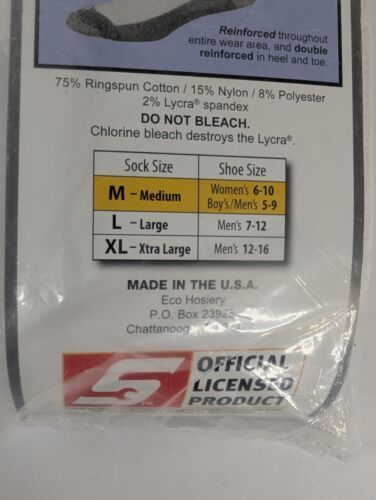 Reinforced throughout
entire wear area, and double
reinforced in heel and toe.
75% Ringspun Cotton / 15% Nylon / 8% Polyester
2% Lycra® spandex
DO NOT BLEACH.
Chlorine bleach destroys the Lycra®.
Sock Size Shoe Size
M – Medium Women's 6-10
Boy's/Men's 5-9
L – Large Men's 7-12
XL – Xtra Large Men's 12-16
MADE IN THE U.S.A.
Eco Hosiery
P.O. Box 23925
S OFFICIAL
LICENSED
PRODUCT